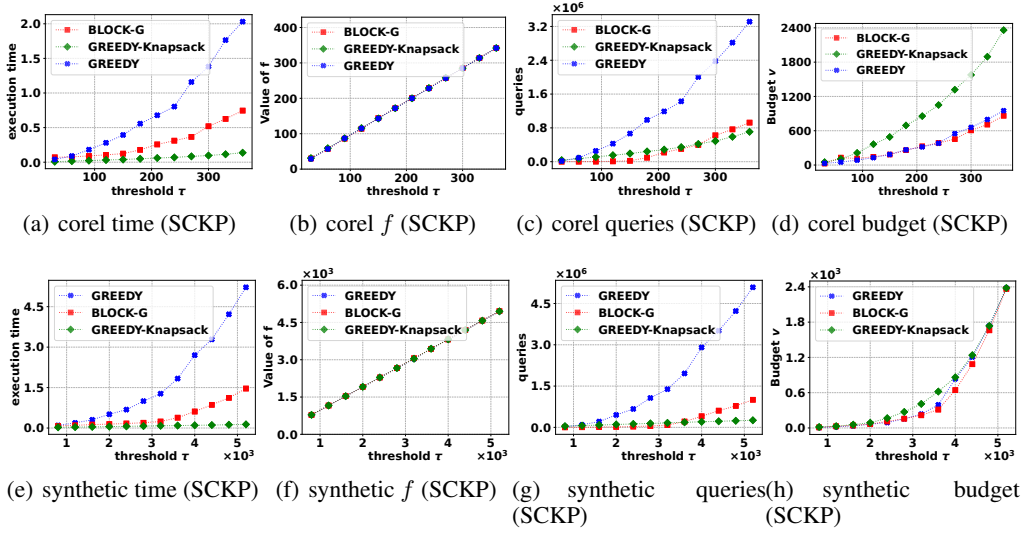 BLOCK-G
GREEDY-Knapsack
GREEDY
execution time
2.0
1.5
1.0
0.5
0.0
100
200
300
threshold τ
(a) corel time (SCKP)
BLOCK-G
GREEDY-Knapsack
GREEDY
Value of f
400
300
200
100
0
100
200
300
threshold τ
(b) corel f (SCKP)
×10⁶
BLOCK-G
GREEDY-Knapsack
GREEDY
queries
3.6
2.4
1.2
0.0
100
200
300
threshold τ
(c) corel queries (SCKP)
BLOCK-G
GREEDY-Knapsack
GREEDY
Budget v
2400
1800
1200
600
0
100
200
300
threshold τ
(d) corel budget (SCKP)
GREEDY
BLOCK-G
GREEDY-Knapsack
execution time
4.5
3.0
1.5
0.0
1
2
3
4
5
threshold τ
×10³
(e) synthetic time (SCKP)
×10³
GREEDY
BLOCK-G
GREEDY-Knapsack
Value of f
6.0
4.5
3.0
1.5
0.0
1
2
3
4
5
threshold τ
×10³
(f) synthetic f (SCKP)
×10⁶
GREEDY
BLOCK-G
GREEDY-Knapsack
queries
4.5
3.0
1.5
0.0
1
2
3
4
5
threshold τ
×10³
(g) synthetic queries
(SCKP)
×10³
GREEDY
BLOCK-G
GREEDY-Knapsack
Budget v
2.4
1.8
1.2
0.6
0.0
1
2
3
4
5
threshold τ
×10³
(h) synthetic budget
(SCKP)